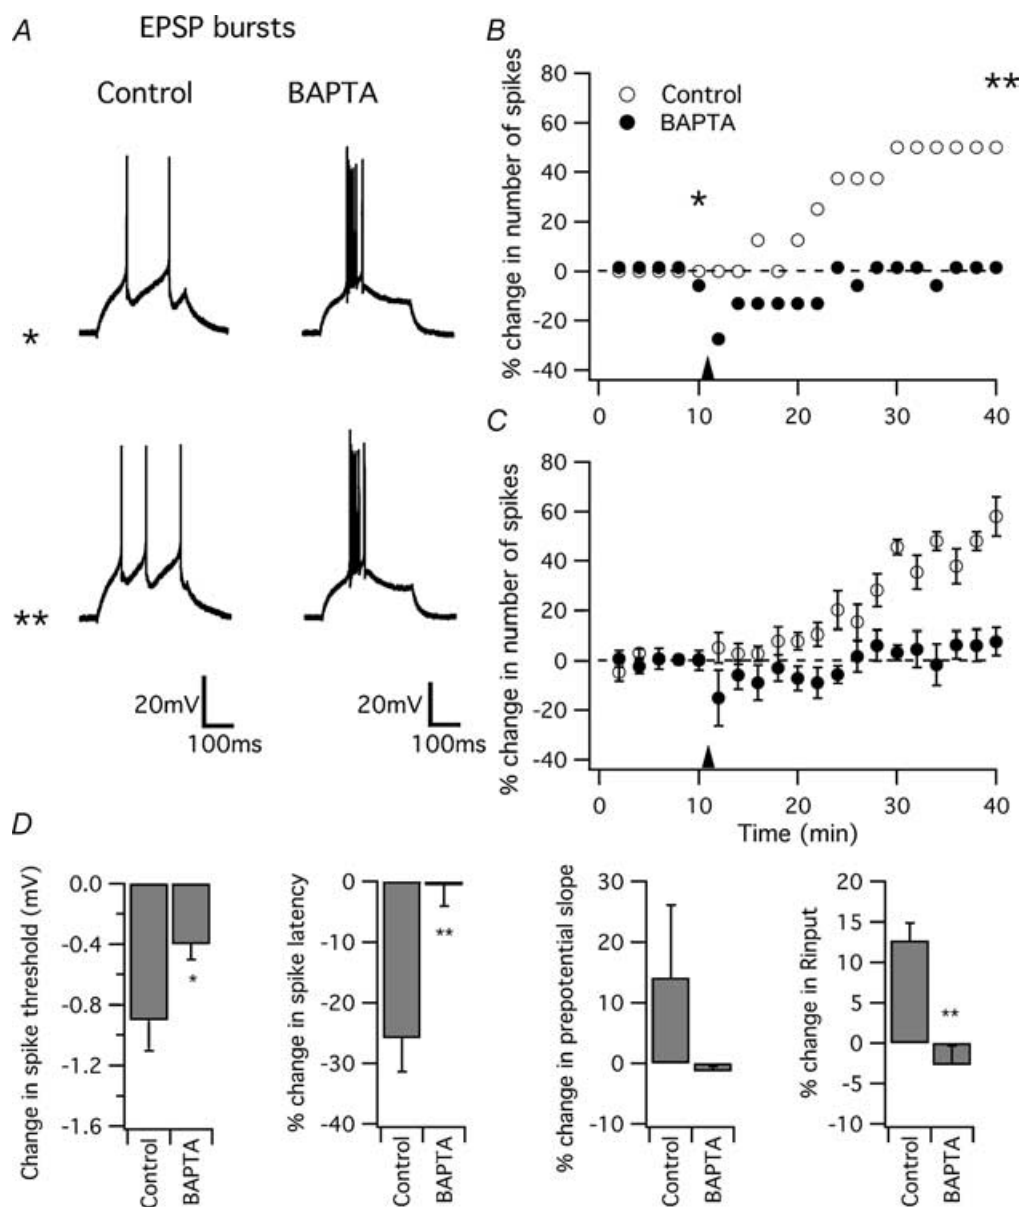 A
EPSP bursts
Control
BAPTA
*
**
20mV
100ms
20mV
100ms
B
% change in number of spikes
80
60
40
20
0
-20
-40
Control
BAPTA
*
**
0
10
20
30
40
C
% change in number of spikes
80
60
40
20
0
-20
-40
0
10
20
30
40
Time (min)
D
Change in spike threshold (mV)
0.0
-0.4
-0.8
-1.2
-1.6
*
Control
BAPTA
% change in spike latency
0
-10
-20
-30
-40
**
Control
BAPTA
% change in prepotential slope
30
20
10
0
-10
Control
BAPTA
% change in Rinput
20
15
10
5
0
-5
-10
**
Control
BAPTA